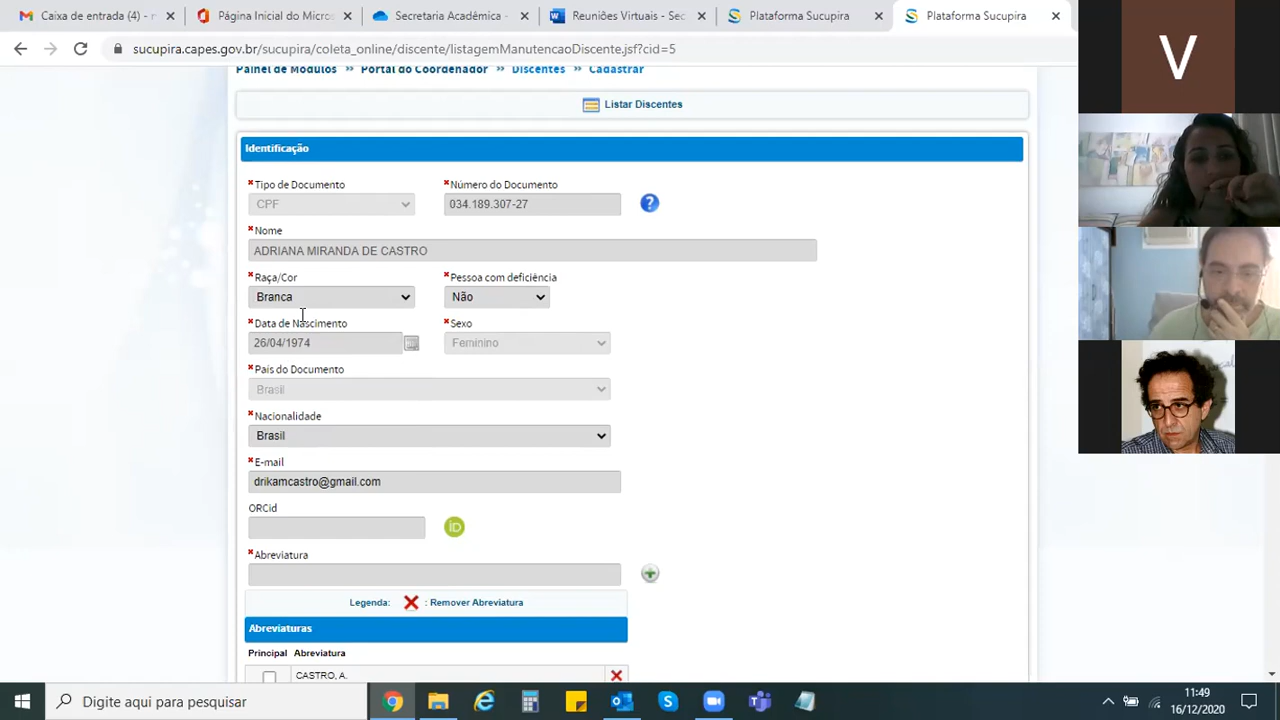 Caixa de entrada (4) - r
Página Inicial do Micros
Secretaria Acadêmica -
Reuniões Virtuais - Sec
Plataforma Sucupira
Plataforma Sucupira
sucupira.capes.gov.br/sucupira/coleta_online/discente/listagemManutencaoDiscente.jsf?cid=5
Painel de Módulos » Portal do Coordenador » Discentes » Cadastrar
Listar Discentes
Identificação
*Tipo de Documento *Número do Documento
CPF 034.189.307-27
*Nome
ADRIANA MIRANDA DE CASTRO
*Raça/Cor *Pessoa com deficiência
Branca Não
*Data de Nascimento *Sexo
26/04/1974 Feminino
*País do Documento
Brasil
*Nacionalidade
Brasil
*E-mail
drikamcastro@gmail.com
ORCid
iD
*Abreviatura
Legenda: : Remover Abreviatura
Abreviaturas
Principal Abreviatura
CASTRO, A.
V
Digite aqui para pesquisar
11:49
16/12/2020